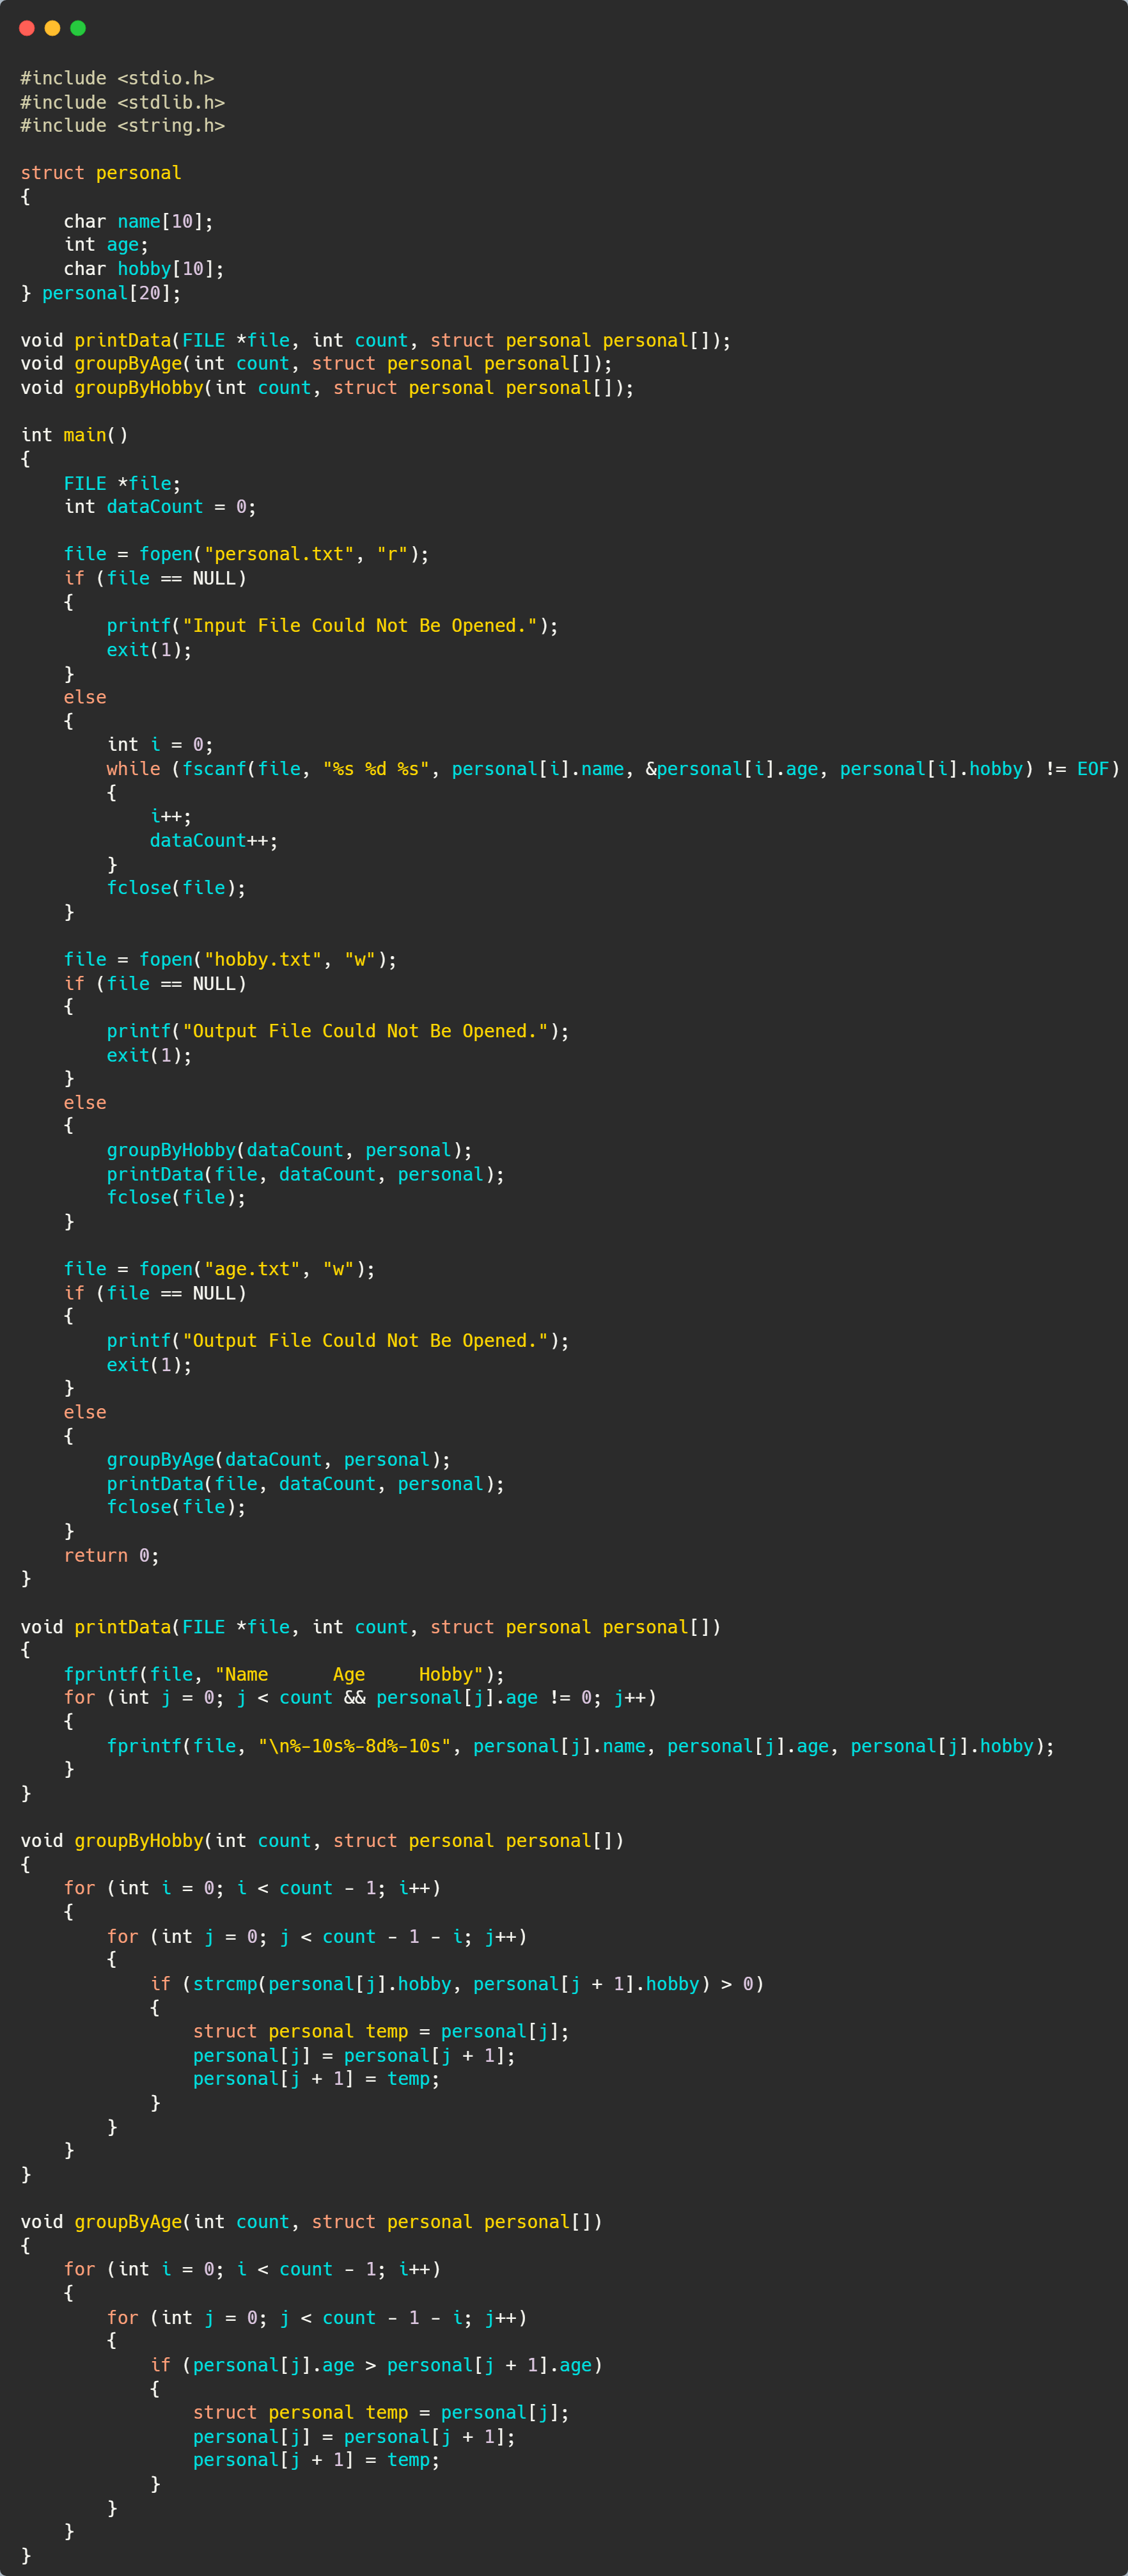 #include <stdio.h>
#include <stdlib.h>
#include <string.h>

struct personal
{
    char name[10];
    int age;
    char hobby[10];
} personal[20];

void printData(FILE *file, int count, struct personal personal[]);
void groupByAge(int count, struct personal personal[]);
void groupByHobby(int count, struct personal personal[]);

int main()
{
    FILE *file;
    int dataCount = 0;

    file = fopen("personal.txt", "r");
    if (file == NULL)
    {
        printf("Input File Could Not Be Opened.");
        exit(1);
    }
    else
    {
        int i = 0;
        while (fscanf(file, "%s %d %s", personal[i].name, &personal[i].age, personal[i].hobby) != EOF)
        {
            i++;
            dataCount++;
        }
        fclose(file);
    }

    file = fopen("hobby.txt", "w");
    if (file == NULL)
    {
        printf("Output File Could Not Be Opened.");
        exit(1);
    }
    else
    {
        groupByHobby(dataCount, personal);
        printData(file, dataCount, personal);
        fclose(file);
    }

    file = fopen("age.txt", "w");
    if (file == NULL)
    {
        printf("Output File Could Not Be Opened.");
        exit(1);
    }
    else
    {
        groupByAge(dataCount, personal);
        printData(file, dataCount, personal);
        fclose(file);
    }
    return 0;
}

void printData(FILE *file, int count, struct personal personal[])
{
    fprintf(file, "Name      Age     Hobby");
    for (int j = 0; j < count && personal[j].age != 0; j++)
    {
        fprintf(file, "\n%-10s%-8d%-10s", personal[j].name, personal[j].age, personal[j].hobby);
    }
}

void groupByHobby(int count, struct personal personal[])
{
    for (int i = 0; i < count - 1; i++)
    {
        for (int j = 0; j < count - 1 - i; j++)
        {
            if (strcmp(personal[j].hobby, personal[j + 1].hobby) > 0)
            {
                struct personal temp = personal[j];
                personal[j] = personal[j + 1];
                personal[j + 1] = temp;
            }
        }
    }
}

void groupByAge(int count, struct personal personal[])
{
    for (int i = 0; i < count - 1; i++)
    {
        for (int j = 0; j < count - 1 - i; j++)
        {
            if (personal[j].age > personal[j + 1].age)
            {
                struct personal temp = personal[j];
                personal[j] = personal[j + 1];
                personal[j + 1] = temp;
            }
        }
    }
}